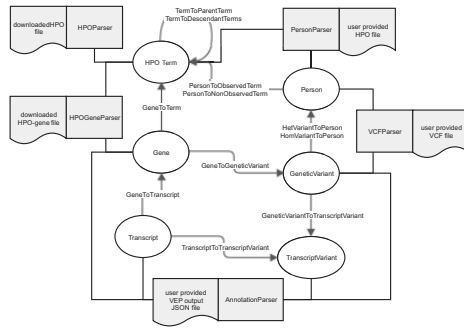 TermToParentTerm
TermToDescendantTerms
downloadedHPO
file
HPOParser
PersonParser
user provided
HPO file
HPO Term
PersonToObservedTerm
PersonToNonObservedTerm
Person
GeneToTerm
downloaded
HPO-gene file
HPOGeneParser
HetVariantToPerson
HomVariantToPerson
VCFParser
user provided
VCF file
Gene
GeneToGeneticVariant
GeneticVariant
GeneToTranscript
GeneticVariantToTranscriptVariant
Transcript
TranscriptToTranscriptVariant
TranscriptVariant
user provided
VEP output
JSON file
AnnotationParser